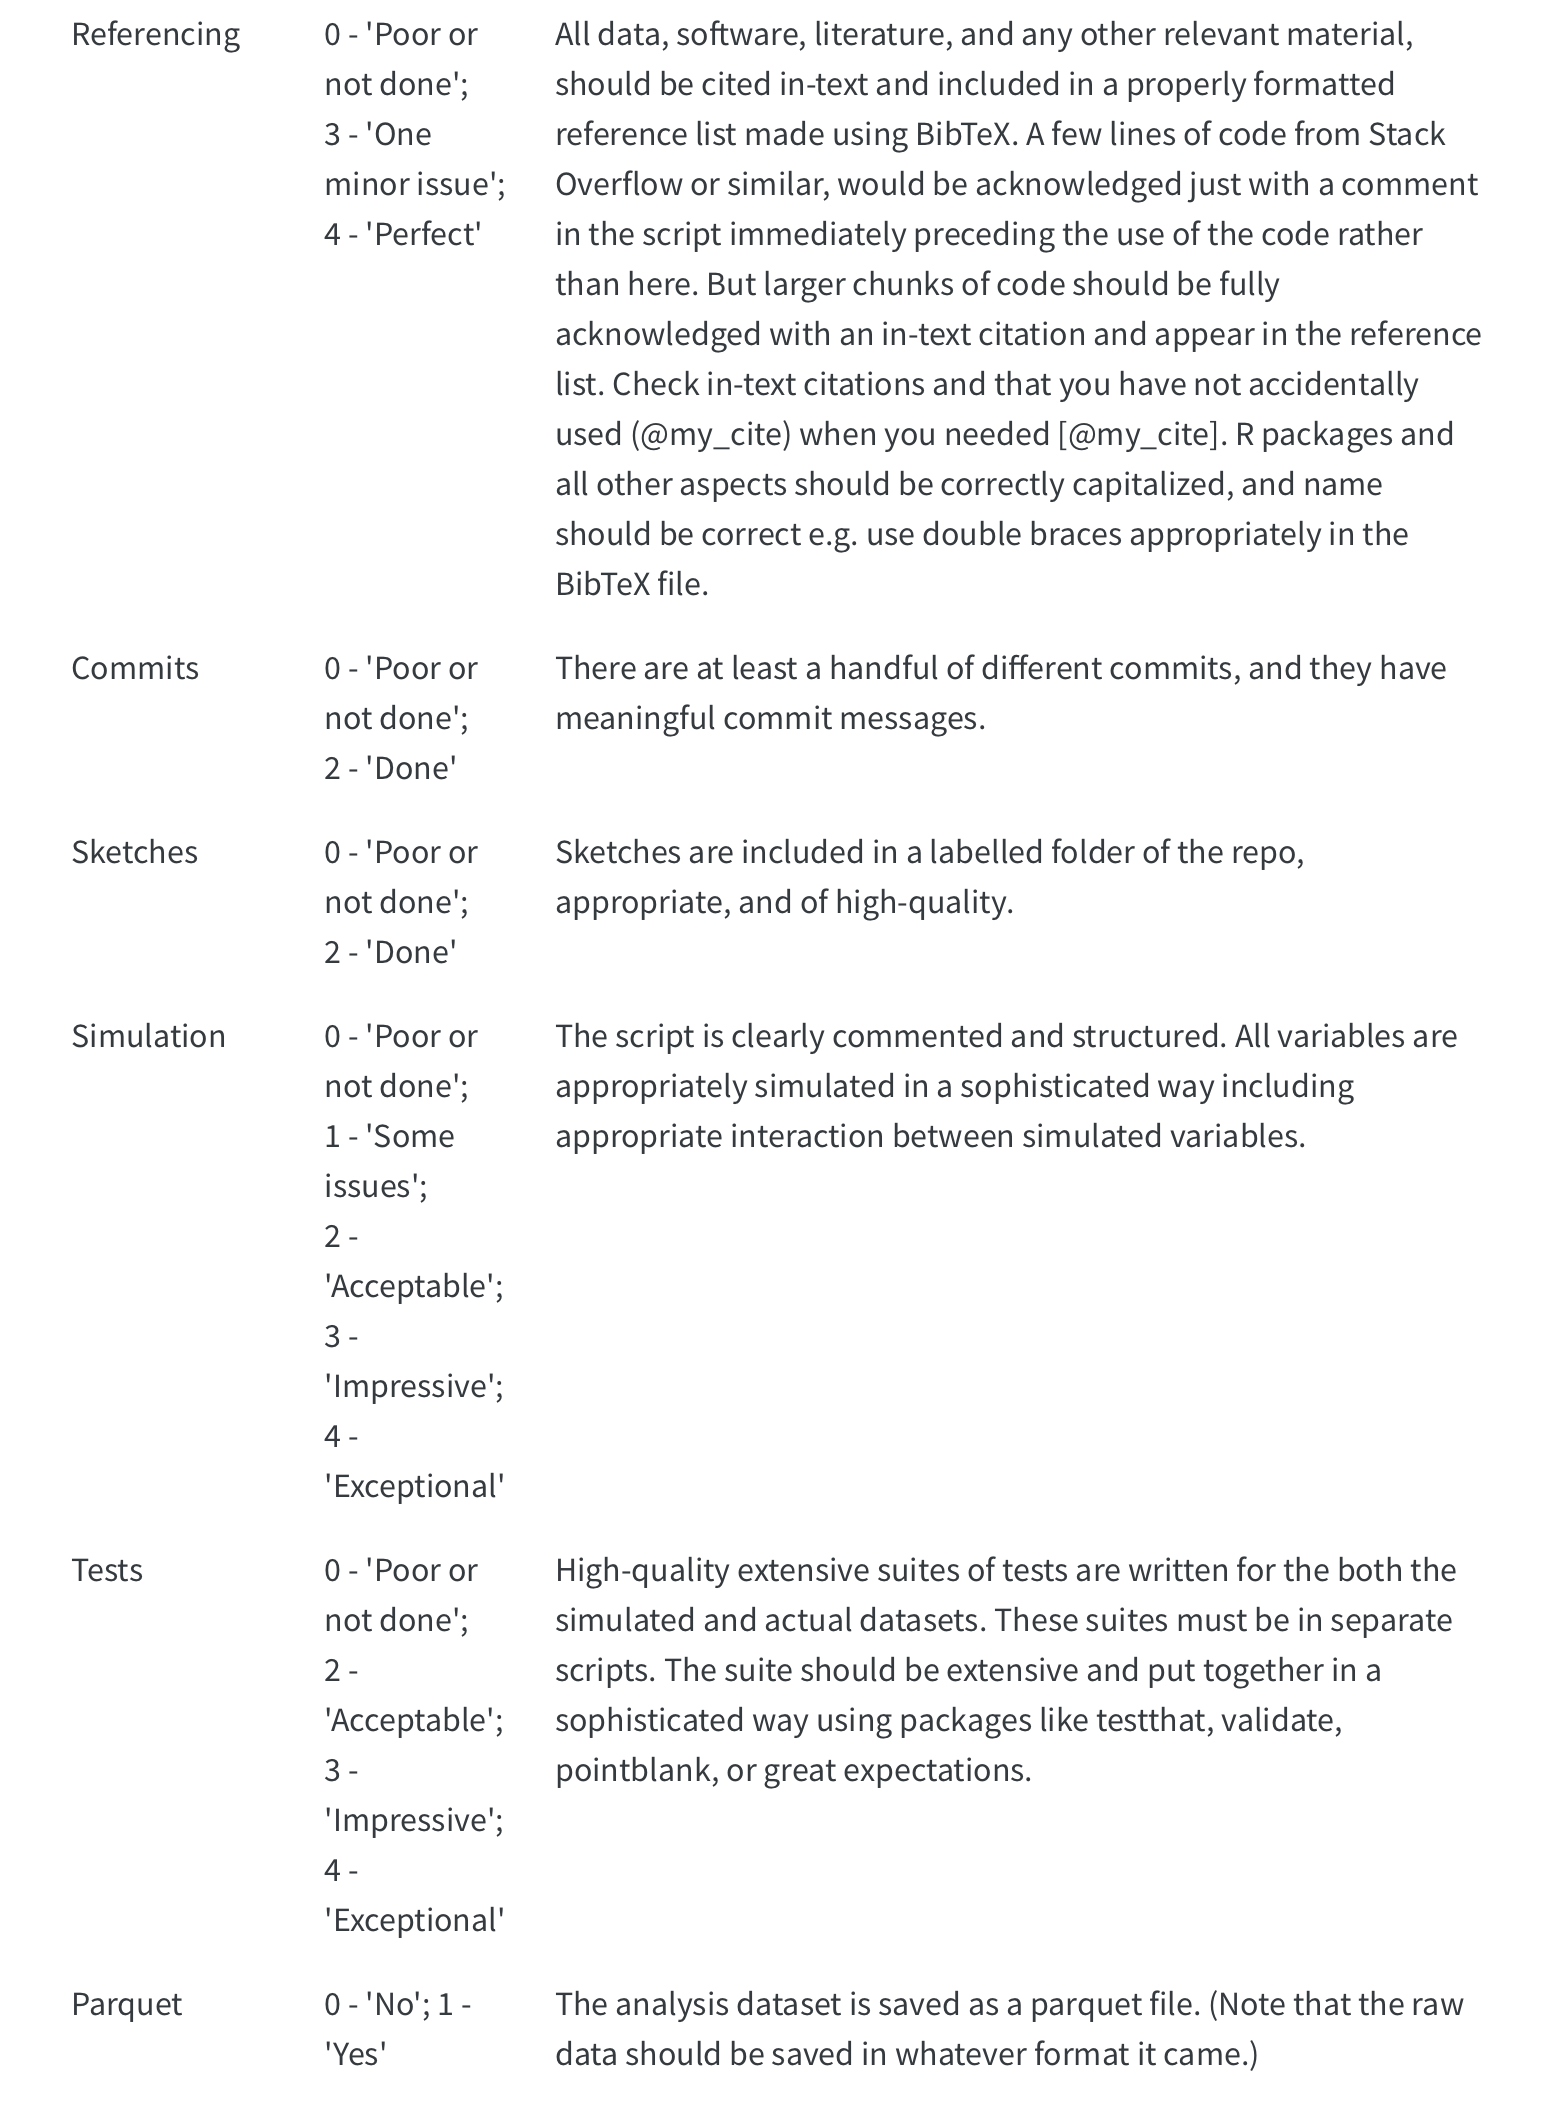 Referencing
0 - 'Poor or
not done';
3 - 'One
minor issue';
4 - 'Perfect'
All data, software, literature, and any other relevant material,
should be cited in-text and included in a properly formatted
reference list made using BibTeX. A few lines of code from Stack
Overflow or similar, would be acknowledged just with a comment
in the script immediately preceding the use of the code rather
than here. But larger chunks of code should be fully
acknowledged with an in-text citation and appear in the reference
list. Check in-text citations and that you have not accidentally
used (@my_cite) when you needed [@my_cite]. R packages and
all other aspects should be correctly capitalized, and name
should be correct e.g. use double braces appropriately in the
BibTeX file.
Commits
0 - 'Poor or
not done';
2 - 'Done'
There are at least a handful of different commits, and they have
meaningful commit messages.
Sketches
0 - 'Poor or
not done';
2 - 'Done'
Sketches are included in a labelled folder of the repo,
appropriate, and of high-quality.
Simulation
0 - 'Poor or
not done';
1 - 'Some
issues';
2 -
'Acceptable';
3 -
'Impressive';
4 -
'Exceptional'
The script is clearly commented and structured. All variables are
appropriately simulated in a sophisticated way including
appropriate interaction between simulated variables.
Tests
0 - 'Poor or
not done';
2 -
'Acceptable';
3 -
'Impressive';
4 -
'Exceptional'
High-quality extensive suites of tests are written for the both the
simulated and actual datasets. These suites must be in separate
scripts. The suite should be extensive and put together in a
sophisticated way using packages like testthat, validate,
pointblank, or great expectations.
Parquet
0 - 'No'; 1 -
'Yes'
The analysis dataset is saved as a parquet file. (Note that the raw
data should be saved in whatever format it came.)